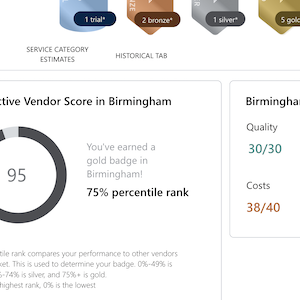 1 trial*
2 bronze*
1 silver*
5 gold
SERVICE CATEGORY
ESTIMATES
HISTORICAL TAB
ctive Vendor Score in Birmingham
95
You've earned a
gold badge in
Birmingham!
75% percentile rank
tile rank compares your performance to other vendors
ket. This is used to determine your badge. 0%-49% is
%-74% is silver, and 75%+ is gold.
highest rank, 0% is the lowest
Birmingha
Quality
30/30
Costs
38/40